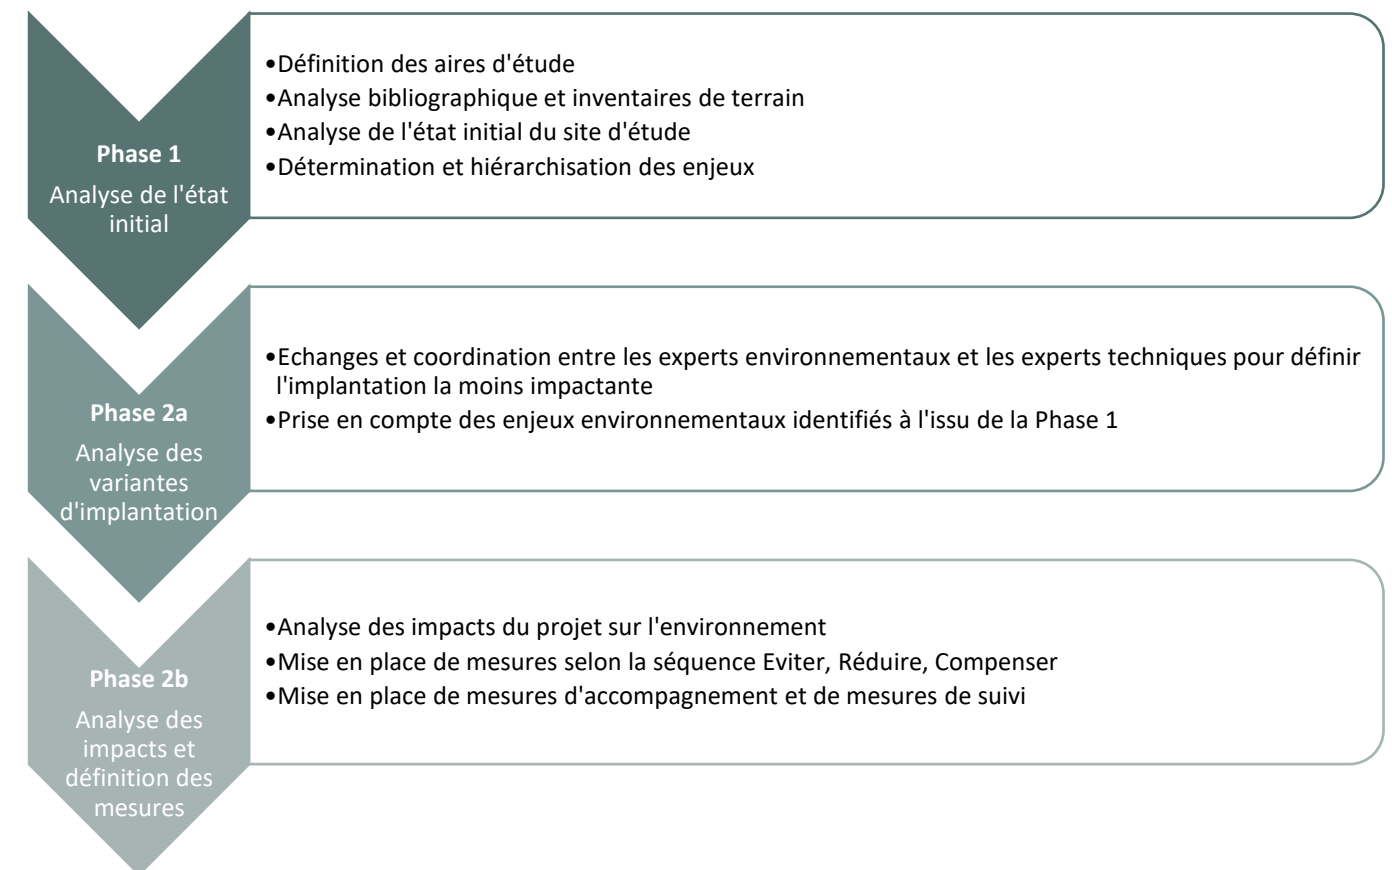 Phase 1
Analyse de l'état
initial
•Définition des aires d'étude
•Analyse bibliographique et inventaires de terrain
•Analyse de l'état initial du site d'étude
•Détermination et hiérarchisation des enjeux
Phase 2a
Analyse des
variantes
d'implantation
•Echanges et coordination entre les experts environnementaux et les experts techniques pour définir
l'implantation la moins impactante
•Prise en compte des enjeux environnementaux identifiés à l'issu de la Phase 1
Phase 2b
Analyse des
impacts et
définition des
mesures
•Analyse des impacts du projet sur l'environnement
•Mise en place de mesures selon la séquence Eviter, Réduire, Compenser
•Mise en place de mesures d'accompagnement et de mesures de suivi